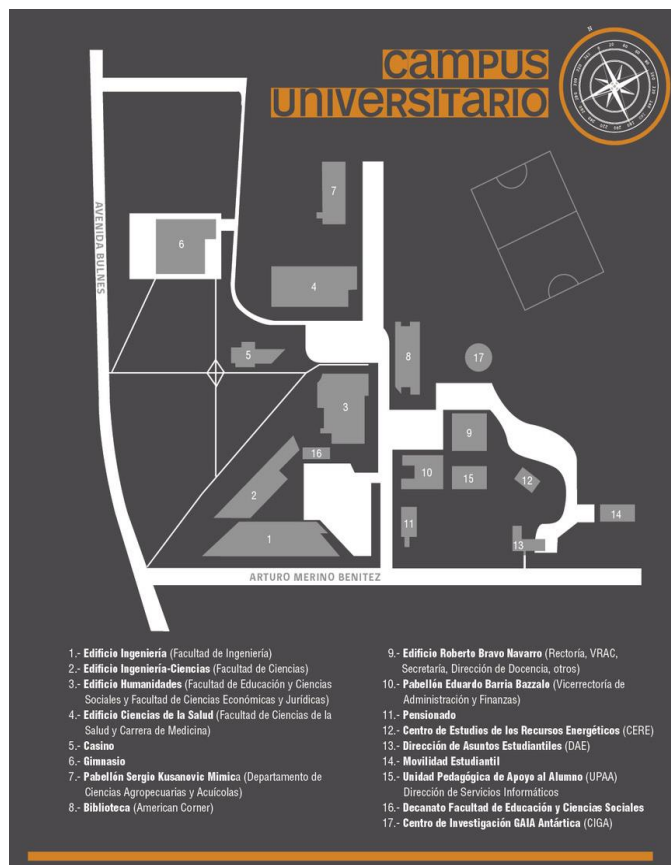 CAMPUS
UNIVERSITARIO
N
AVENIDA BULNES
7
6
4
5
8
17
3
9
16
10
15
12
2
11
14
1
13
ARTURO MERINO BENITEZ
1.- Edificio Ingeniería (Facultad de Ingeniería)
2.- Edificio Ingeniería-Ciencias (Facultad de Ciencias)
3.- Edificio Humanidades (Facultad de Educación y Ciencias
Sociales y Facultad de Ciencias Económicas y Jurídicas)
4.- Edificio Ciencias de la Salud (Facultad de Ciencias de la
Salud y Carrera de Medicina)
5.- Casino
6.- Gimnasio
7.- Pabellón Sergio Kusanovic Mimica (Departamento de
Ciencias Agropecuarias y Acuícolas)
8.- Biblioteca (American Corner)
9.- Edificio Roberto Bravo Navarro (Rectoría, VRAC,
Secretaría, Dirección de Docencia, otros)
10.- Pabellón Eduardo Barria Bazzalo (Vicerrectoría de
Administración y Finanzas)
11.- Pensionado
12.- Centro de Estudios de los Recursos Energéticos (CERE)
13.- Dirección de Asuntos Estudiantiles (DAE)
14.- Movilidad Estudiantil
15.- Unidad Pedagógica de Apoyo al Alumno (UPAA)
Dirección de Servicios Informáticos
16.- Decanato Facultad de Educación y Ciencias Sociales
17.- Centro de Investigación GAIA Antártica (CIGA)